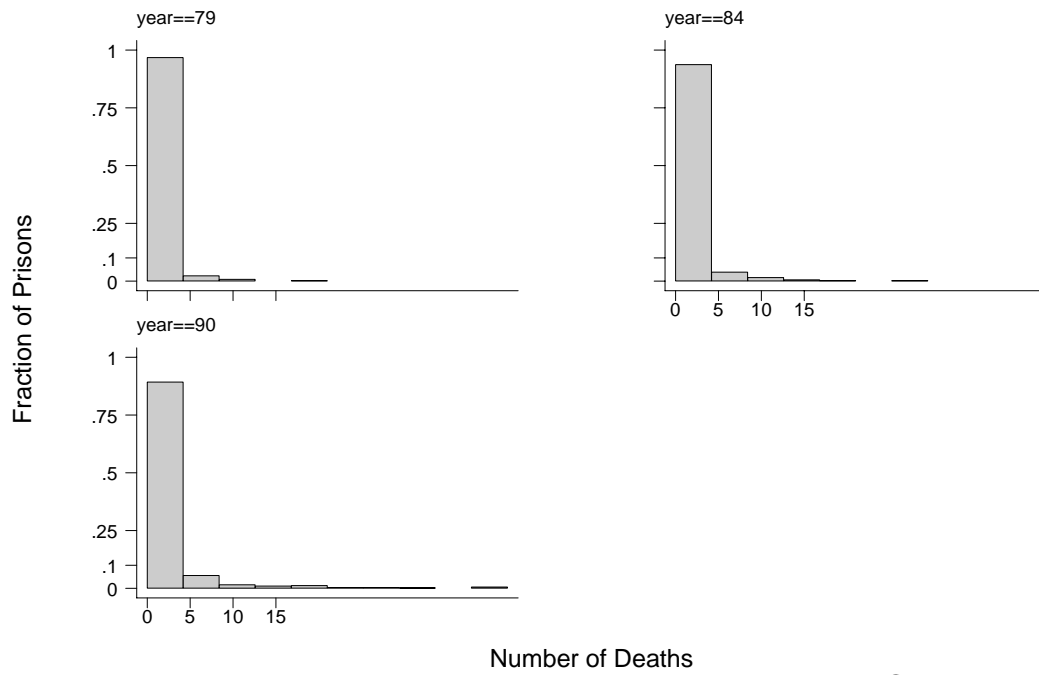 year==79
1
.75
.5
.25
.1
0
year==84
0 5 10 15
Fraction of Prisons
year==90
1
.75
.5
.25
.1
0
0 5 10 15
Number of Deaths